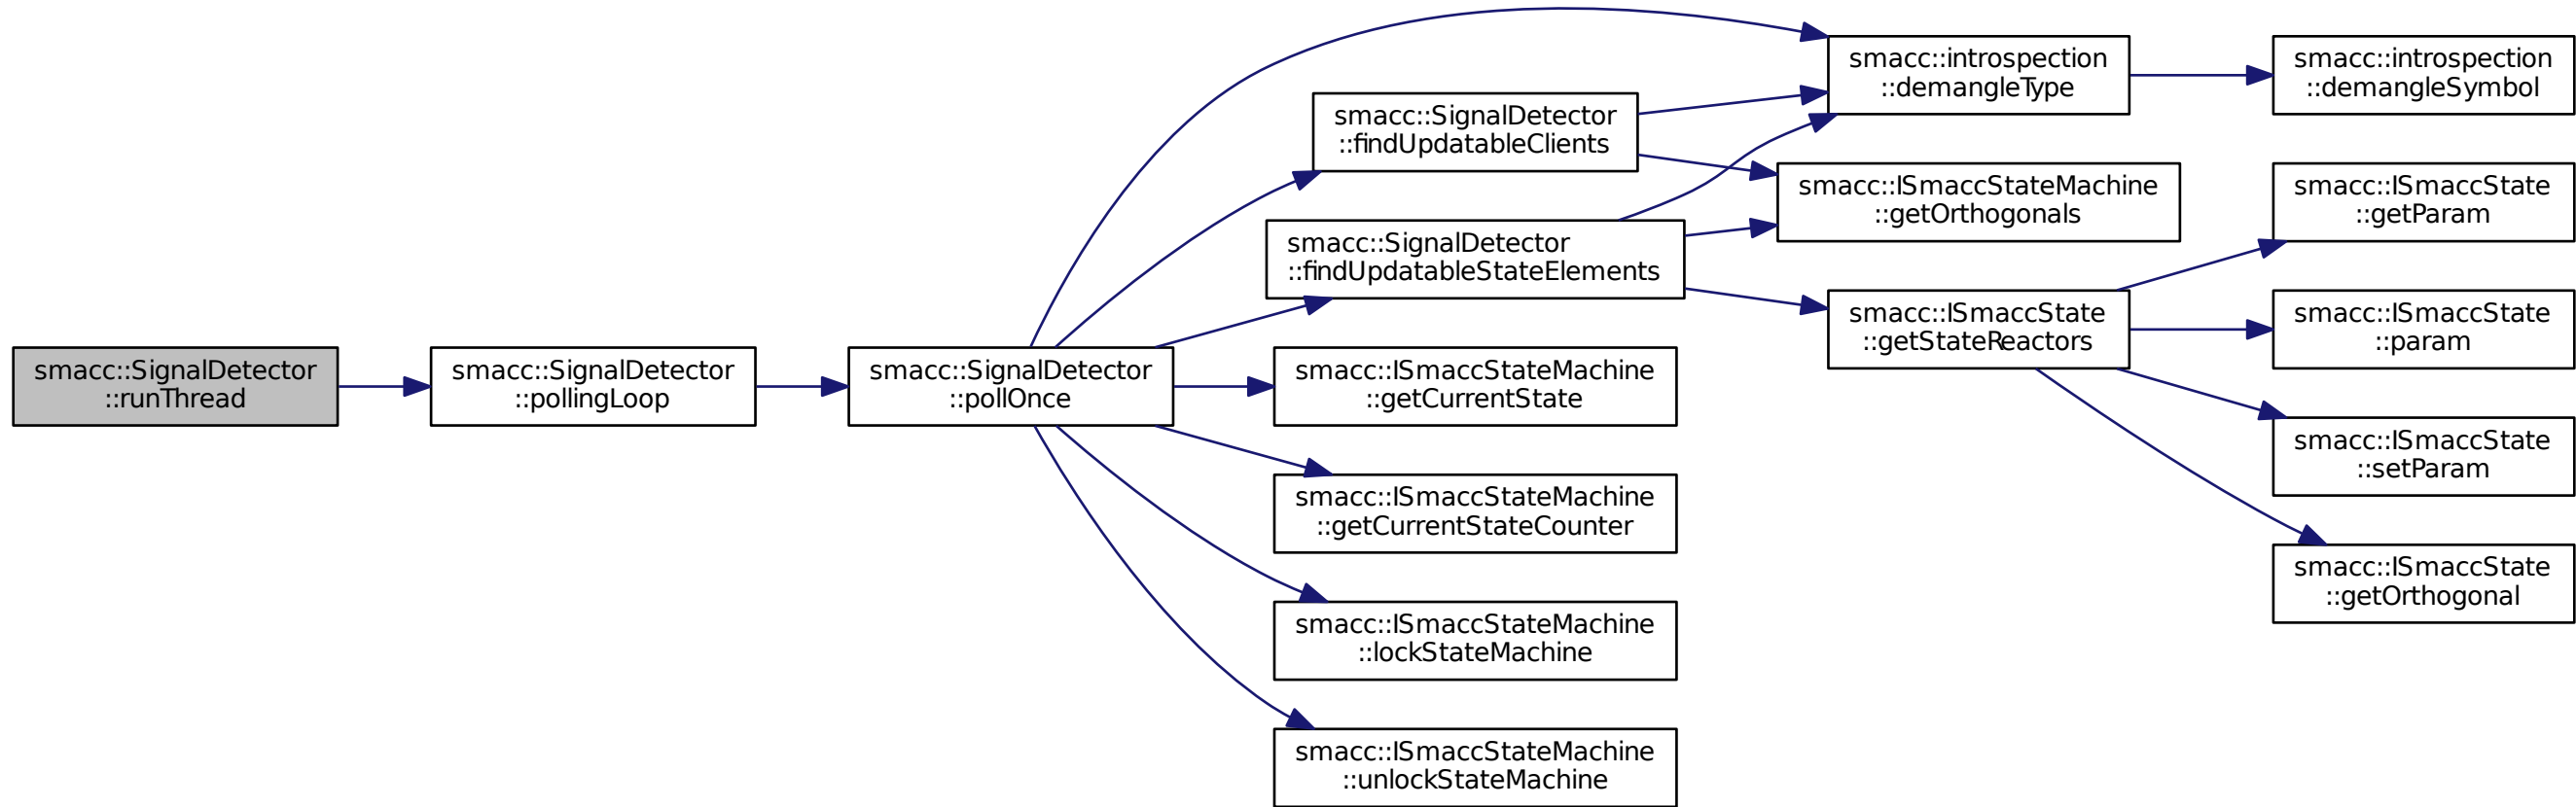 smacc::SignalDetector
::runThread
smacc::SignalDetector
::pollingLoop
smacc::SignalDetector
::pollOnce
smacc::SignalDetector
::findUpdatableClients
smacc::SignalDetector
::findUpdatableStateElements
smacc::ISmaccStateMachine
::getCurrentState
smacc::ISmaccStateMachine
::getCurrentStateCounter
smacc::ISmaccStateMachine
::lockStateMachine
smacc::ISmaccStateMachine
::unlockStateMachine
smacc::introspection
::demangleType
smacc::ISmaccStateMachine
::getOrthogonals
smacc::ISmaccState
::getStateReactors
smacc::introspection
::demangleSymbol
smacc::ISmaccState
::getParam
smacc::ISmaccState
::param
smacc::ISmaccState
::setParam
smacc::ISmaccState
::getOrthogonal